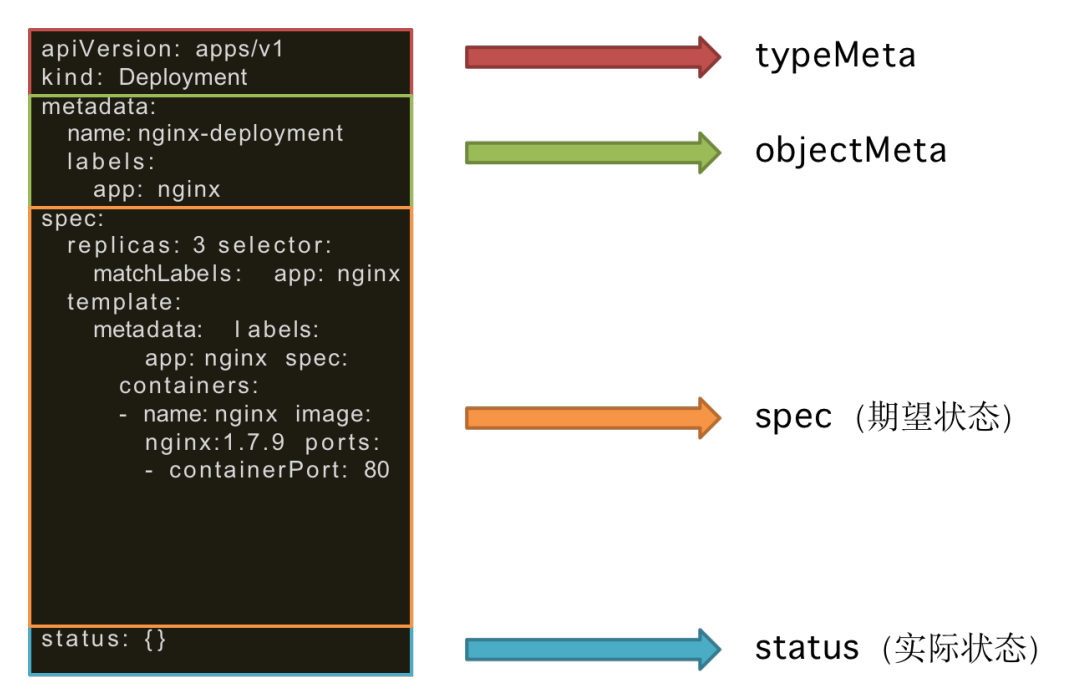 apiVersion: apps/v1
kind: Deployment
typeMeta
metadata:
name: nginx-deployment
labels:
app: nginx
objectMeta
spec:
replicas: 3 selector:
matchLabels: app: nginx
template:
metadata: labels:
app: nginx spec:
containers:
- name: nginx image:
nginx:1.7.9 ports:
- containerPort: 80
spec (期望状态)
status: {}
status (实际状态)